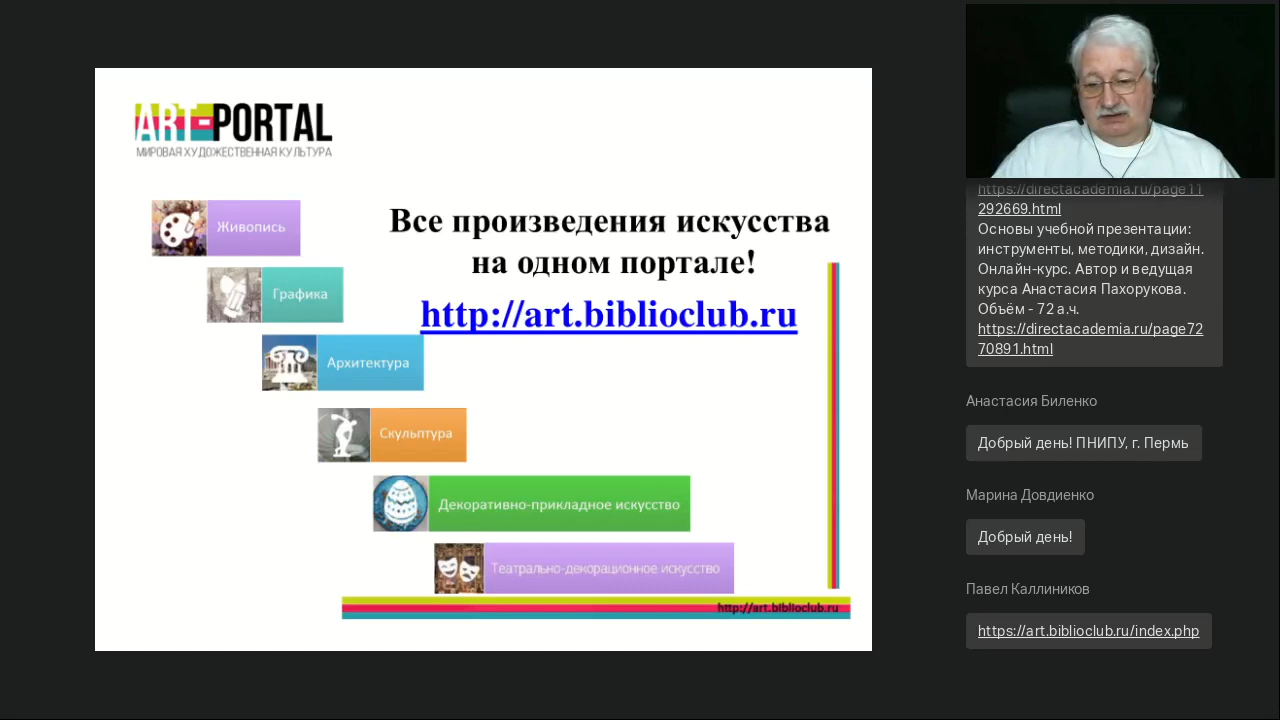 ART-PORTAL
МИРОВАЯ ХУДОЖЕСТВЕННАЯ КУЛЬТУРА
Живопись
Графика
Архитектура
Скульптура
Декоративно-прикладное искусство
Театрально-декорационное искусство
Все произведения искусства
на одном портале!
http://art.biblioclub.ru
http://art.biblioclub.ru
https://directacademia.ru/page11
292669.html
Основы учебной презентации:
инструменты, методики, дизайн.
Онлайн-курс. Автор и ведущая
курса Анастасия Пахорукова.
Объём - 72 а.ч.
https://directacademia.ru/page72
70891.html
Анастасия Биленко
Добрый день! ПНИПУ, г. Пермь
Марина Довдиенко
Добрый день!
Павел Каллиников
https://art.biblioclub.ru/index.php